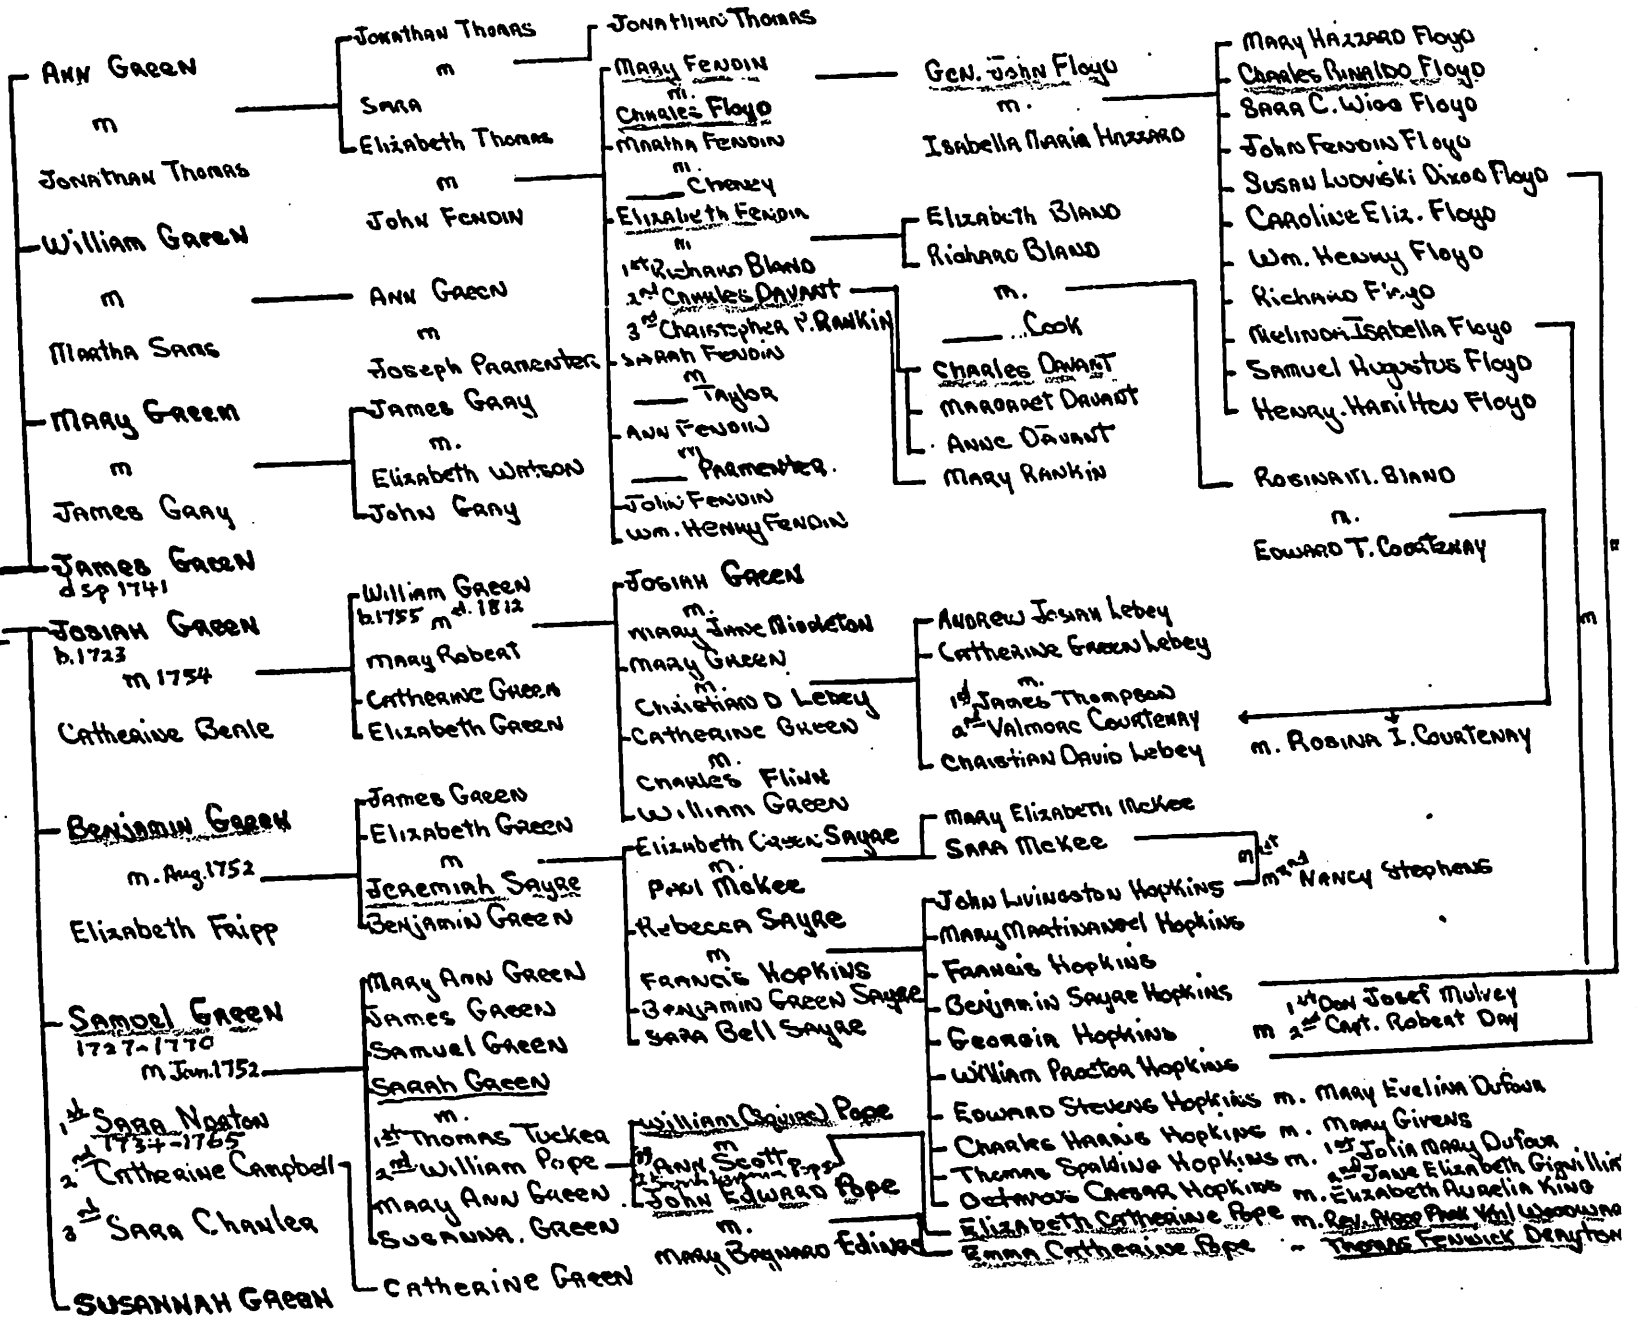 Ann Green
m
Jonathan Thomas
William Green
m
Martha Sams
Mary Green
m
James Gray
James Green
d sp 1741
Josiah Green
b.1723
m 1754
Catherine Beale
Benjamin Green
m. Aug. 1752
Elizabeth Fripp
Samuel Green
1727-1770
m Jan. 1752
1st Sara Norton
1734-1765
2nd Catherine Campbell
3rd Sara Chanler
Susannah Green
Jonathan Thomas
m
Sara
Elizabeth Thomas
m
John Fendin
Ann Green
m
Joseph Parmenter
James Gray
m.
Elizabeth Watson
John Gray
William Green
b.1755 m d. 1812
Mary Robert
Catherine Green
Elizabeth Green
James Green
Elizabeth Green
m
Jeremiah Sayre
Benjamin Green
Mary Ann Green
James Green
Samuel Green
Sarah Green
m.
1st Thomas Tucker
2nd William Pope
Mary Ann Green
Susanna. Green
Catherine Green
Jonathan Thomas
Mary Fendin
m.
Charles Floyd
Martha Fendin
m.
____ Cheney
Elizabeth Fendin
m
1st Richard Bland
2nd Charles Davant
3rd Christopher P. Rankin
Sarah Fendin
m
____ Taylor
Ann Fendin
m
____ Parmenter.
John Fendin
Wm. Henry Fendin
Josiah Green
m.
Mary Jane Middleton
Mary Green
m.
Christian D Lebey
Catherine Green
m.
Charles Flinn
William Green
Elizabeth Green Sayre
m.
Paul McKee
Rebecca Sayre
m
Francis Hopkins
Benjamin Green Sayre
Sara Bell Sayre
William (Squire) Pope
m
Ann Scott
John Edward Pope
m.
Mary Baynard Edings
Gen. John Floyd
m.
Isabella Maria Hazzard
Elizabeth Bland
Richard Bland
m.
____ Cook
Charles Davant
Margaret Davant
Anne Davant
Mary Rankin
Andrew Josiah Lebey
Catherine Green Lebey
m.
1st James Thompson
2nd Valmore Courtenay
Christian David Lebey
Mary Elizabeth McKee
Sara McKee
m 1st
John Livingston Hopkins m 2nd Nancy Stephens
Mary Martinangel Hopkins
Francis Hopkins
Benjamin Sayre Hopkins
Georgia Hopkins m 1st Don Josef Mulvey
2nd Capt. Robert Day
William Proctor Hopkins
Edward Stevens Hopkins m. Mary Evelina Dufour
Charles Harris Hopkins m. Mary Givens
Thomas Spalding Hopkins m. 1st Julia Mary Dufour
2nd Jane Elizabeth Gignilliat
Octavous Caesar Hopkins m. Elizabeth Aurelia King
Elizabeth Catherine Pope m. Rev.
Emma Catherine Pope - Thomas Fenwick Drayton
Mary Hazzard Floyd
Charles Rinaldo Floyd
Sara C. Wigg Floyd
John Fendin Floyd
Susan Ludviski Dixon Floyd
Caroline Eliz. Floyd
Wm. Henry Floyd
Richard Floyd
Melinda Isabella Floyd
Samuel Augustus Floyd
Henry. Hamilton Floyd
Rosina M. Bland
m.
Edward T. Courtenay
m. Rosina I. Courtenay
m
m